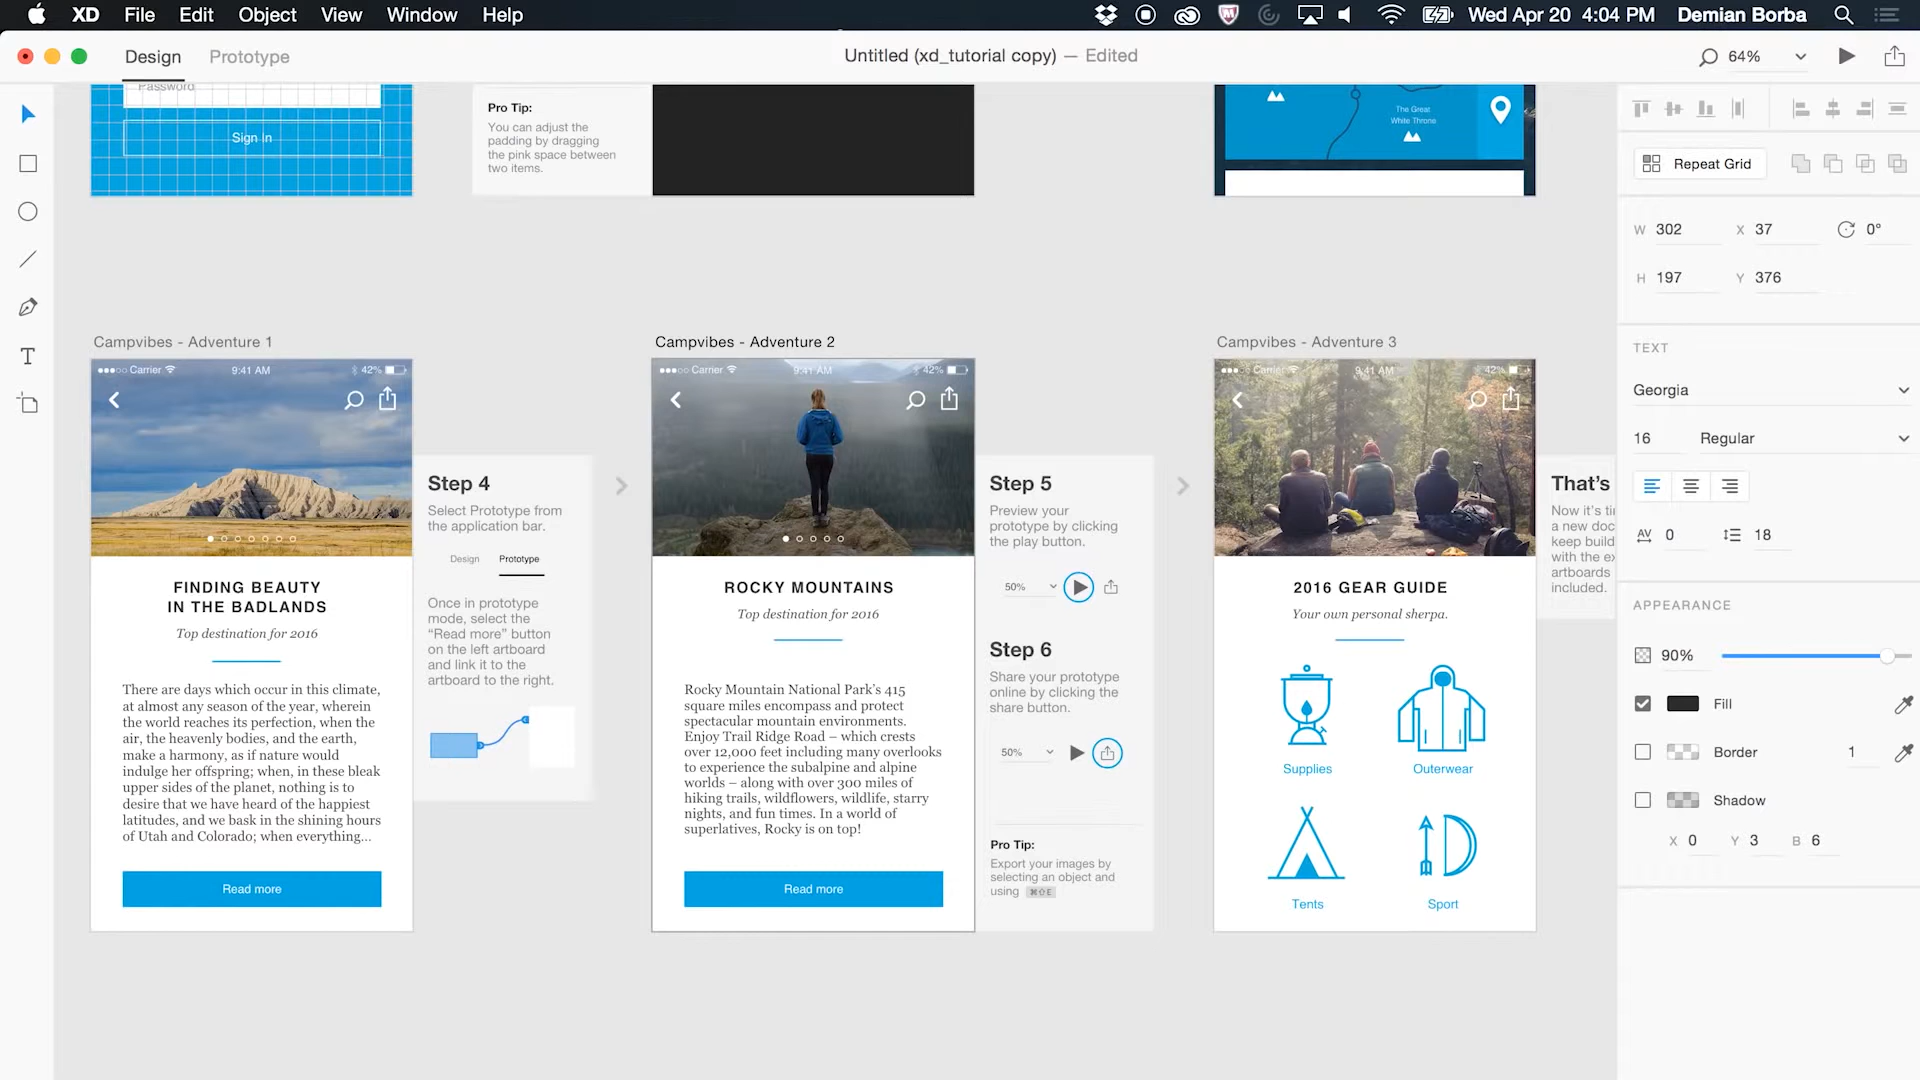 XD File Edit Object View Window Help
Wed Apr 20 4:04 PM Demian Borba
Design Prototype
Untitled (xd_tutorial copy) — Edited
64%
Password
Sign In
Pro Tip:
You can adjust the
padding by dragging
the pink space between
two items.
The Great
White Throne
Campvibes - Adventure 1
Carrier 9:41 AM 42%
FINDING BEAUTY
IN THE BADLANDS
Top destination for 2016
There are days which occur in this climate,
at almost any season of the year, wherein
the world reaches its perfection, when the
air, the heavenly bodies, and the earth,
make a harmony, as if nature would
indulge her offspring; when, in these bleak
upper sides of the planet, nothing is to
desire that we have heard of the happiest
latitudes, and we bask in the shining hours
of Utah and Colorado; when everything...
Read more
Step 4
Select Prototype from
the application bar.
Design Prototype
Once in prototype
mode, select the
“Read more” button
on the left artboard
and link it to the
artboard to the right.
Campvibes - Adventure 2
Carrier 9:41 AM 42%
ROCKY MOUNTAINS
Top destination for 2016
Rocky Mountain National Park’s 415
square miles encompass and protect
spectacular mountain environments.
Enjoy Trail Ridge Road – which crests
over 12,000 feet including many overlooks
to experience the subalpine and alpine
worlds – along with over 300 miles of
hiking trails, wildflowers, wildlife, starry
nights, and fun times. In a world of
superlatives, Rocky is on top!
Read more
Step 5
Preview your
prototype by clicking
the play button.
50%
Step 6
Share your prototype
online by clicking the
share button.
50%
Pro Tip:
Export your images by
selecting an object and
using ⌘⇧E
Campvibes - Adventure 3
Carrier 9:41 AM 42%
2016 GEAR GUIDE
Your own personal sherpa.
Supplies Outerwear
Tents Sport
That’s
Now it’s ti
a new doc
keep build
with the ex
artboards
included.
Repeat Grid
W 302 X 37 0°
H 197 Y 376
TEXT
Georgia
16 Regular
AV 0 18
APPEARANCE
90%
Fill
Border 1
Shadow
X 0 Y 3 B 6